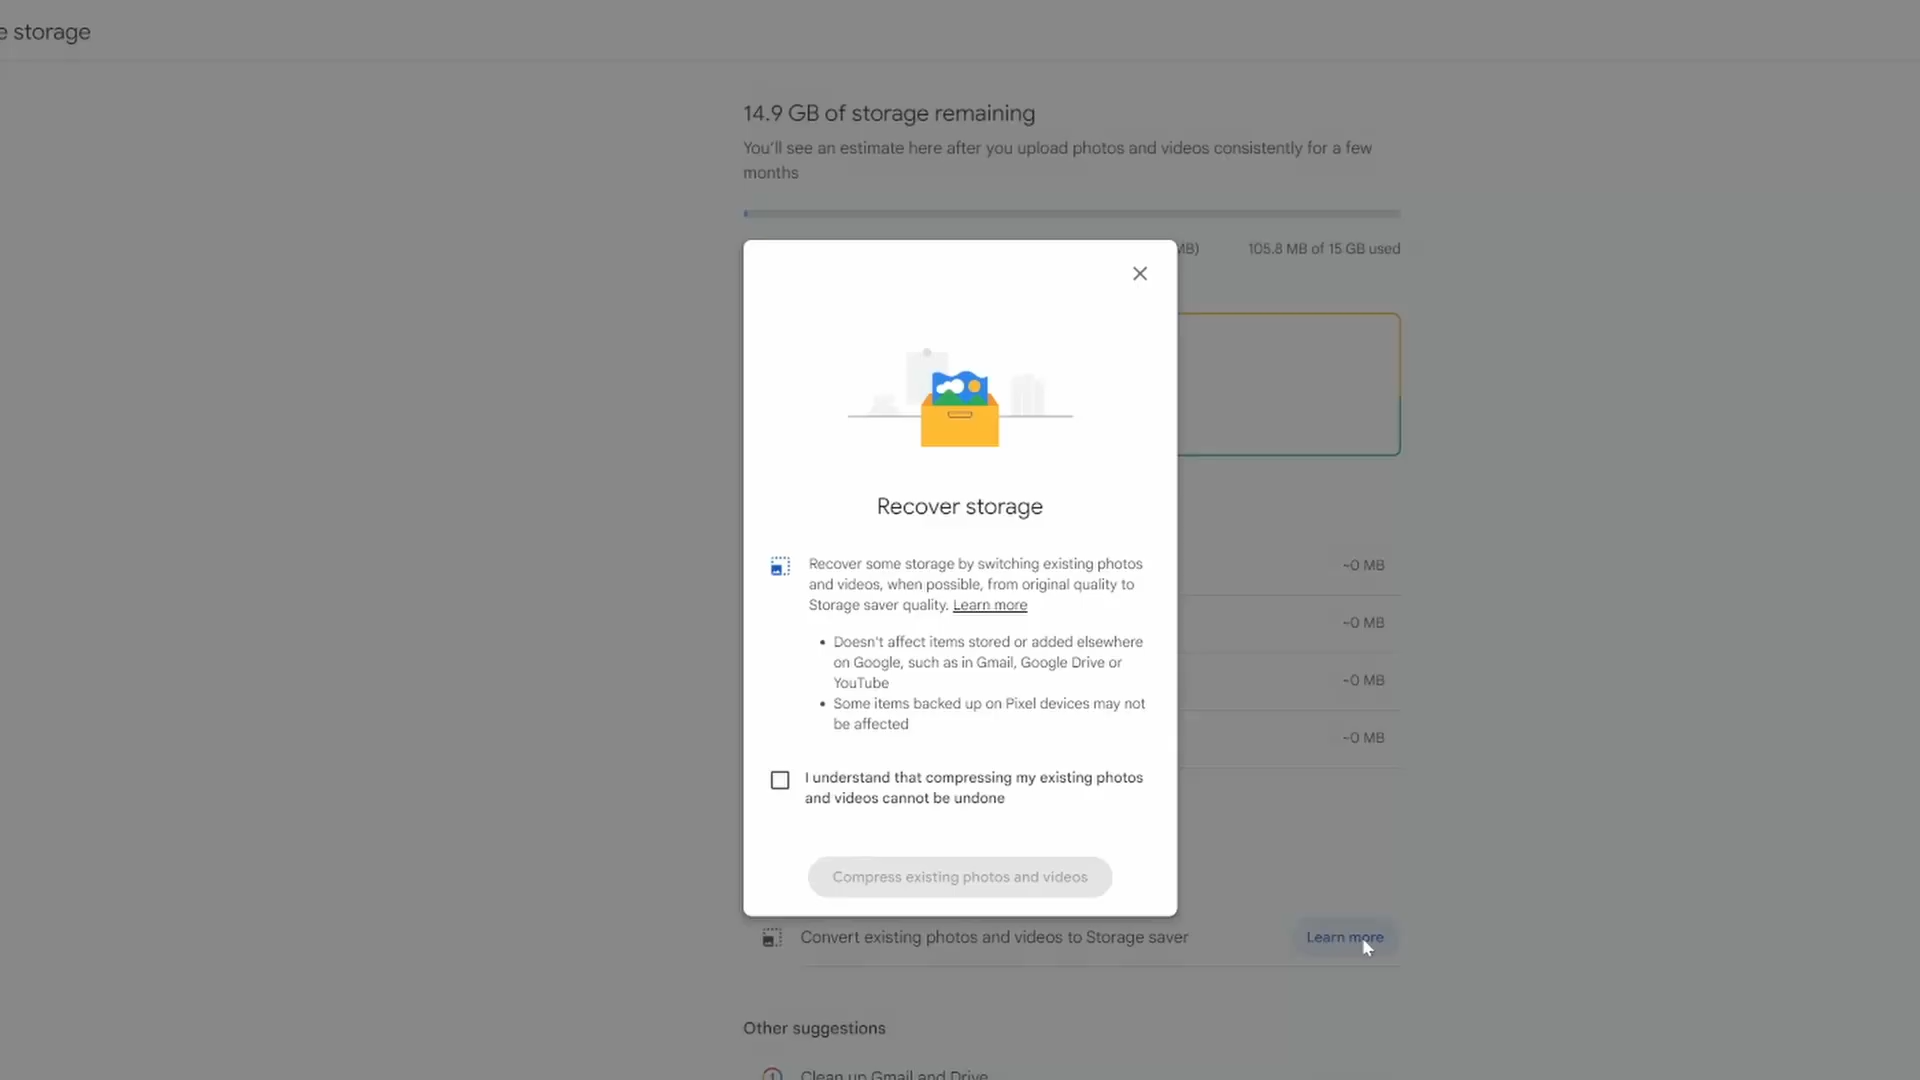 e storage
14.9 GB of storage remaining
You'll see an estimate here after you upload photos and videos consistently for a few
months
MB)
105.8 MB of 15 GB used
Recover storage
Recover some storage by switching existing photos
and videos, when possible, from original quality to
Storage saver quality. Learn more
• Doesn't affect items stored or added elsewhere
on Google, such as in Gmail, Google Drive or
YouTube
• Some items backed up on Pixel devices may not
be affected
~0 MB
~0 MB
~0 MB
~0 MB
I understand that compressing my existing photos
and videos cannot be undone
Compress existing photos and videos
Convert existing photos and videos to Storage saver
Learn more
Other suggestions
Clean up Gmail and Drive